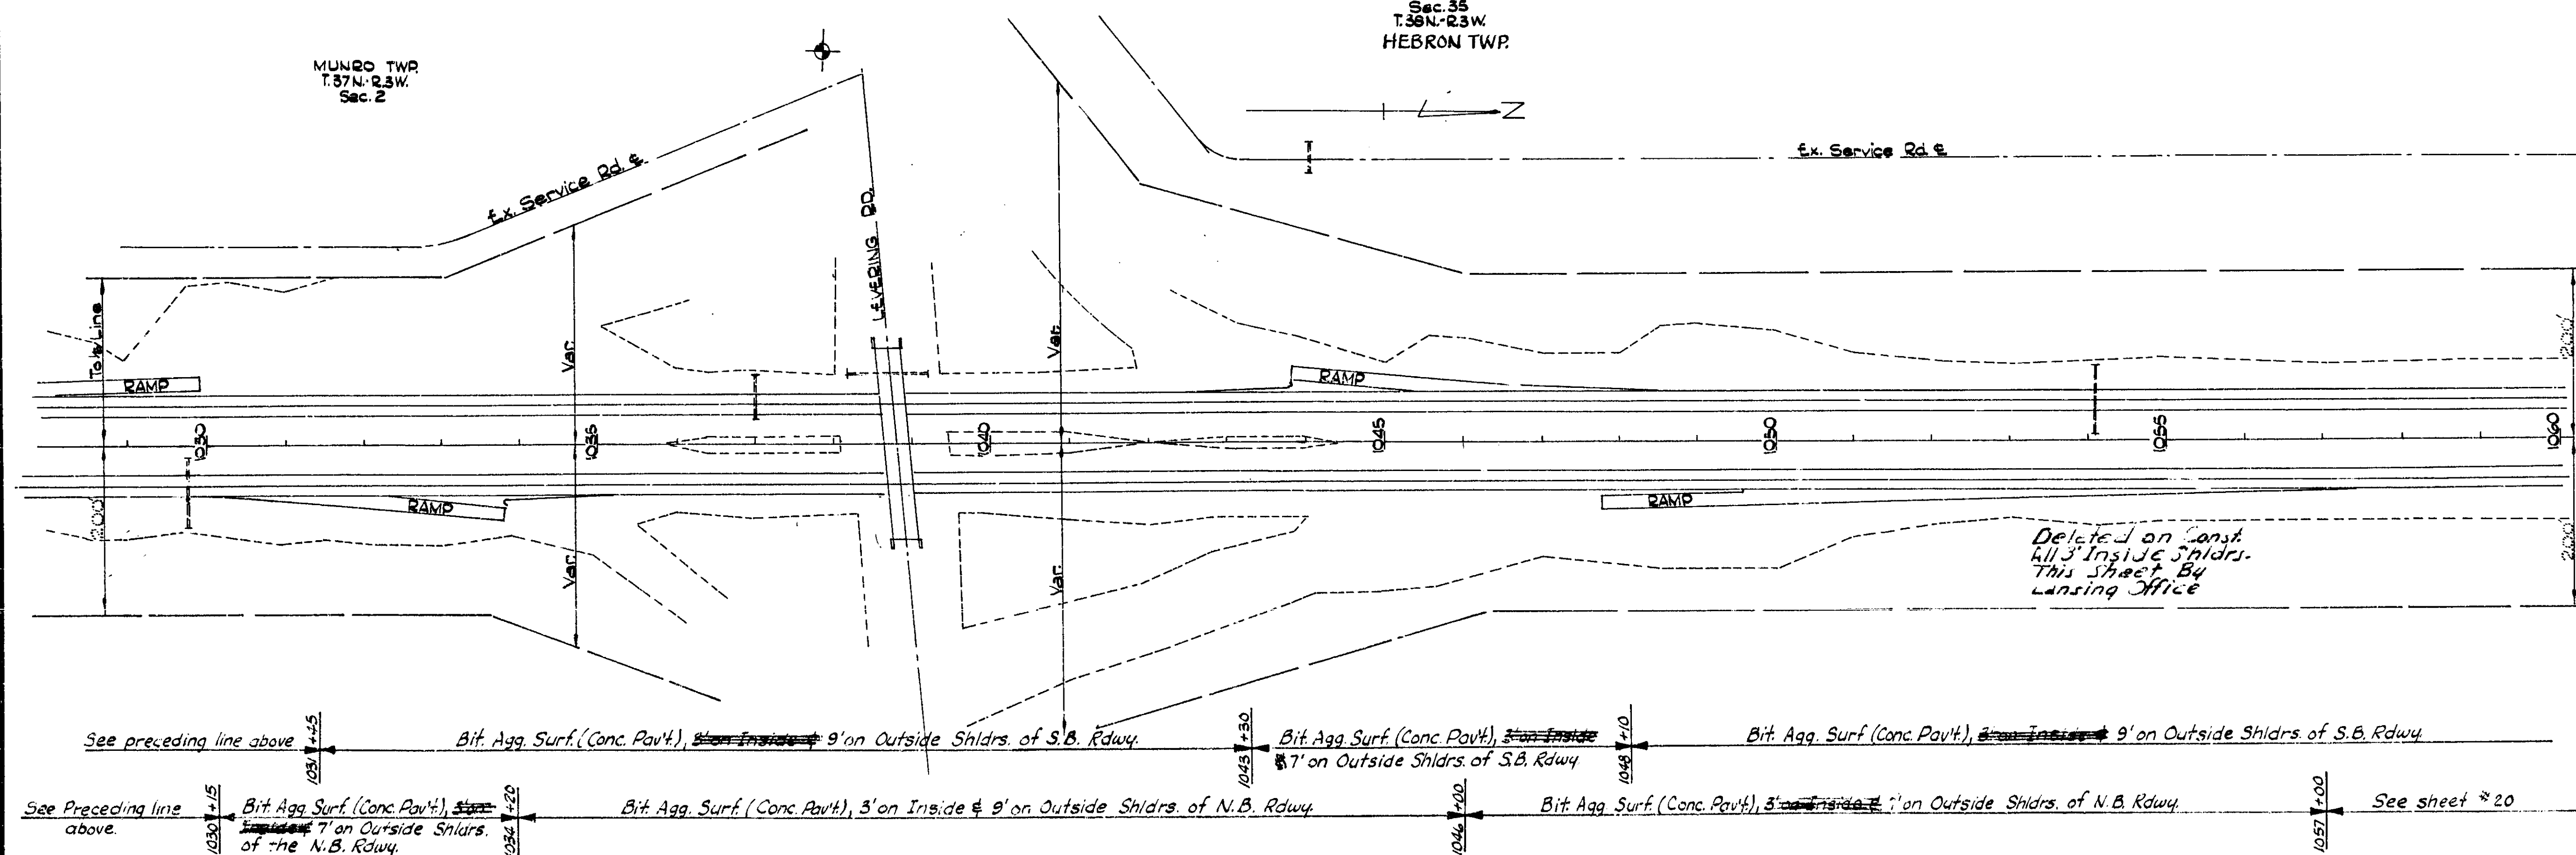 Sec. 35
T.38N.-R.3W.
HEBRON TWP.
MUNRO TWP.
T.37N.-R.3W.
Sec. 2
N
Ex. Service Rd. ℄
Ex. Service Rd. ℄
LEVERING RD.
Var.
Var.
200
RAMP
RAMP
1030
1035
1040
1045
1050
1055
1060
RAMP
RAMP
200
Var.
Var.
200
Deleted on Const.
All 3' Inside Shldrs.
This Sheet By
Lansing Office
See preceding line above
1031+45
Bit. Agg. Surf. (Conc. Pav't.), 3' on Inside & 9' on Outside Shldrs. of S.B. Rdwy.
1043+30
Bit. Agg. Surf. (Conc. Pav't), 3' on Inside
& 7' on Outside Shldrs. of S.B. Rdwy
1048+10
Bit. Agg. Surf (Conc. Pav't), 3' on Inside & 9' on Outside Shldrs. of S.B. Rdwy
See Preceding line
above.
1030+15
Bit. Agg. Surf. (Conc. Pav't), 3' on
Inside & 7' on Outside Shldrs.
of the N.B. Rdwy.
1034+20
Bit. Agg. Surf. (Conc. Pav't), 3' on Inside & 9' on Outside Shldrs. of N.B. Rdwy.
1046+00
Bit. Agg. Surf. (Conc. Pav't), 3' on Inside & 7' on Outside Shldrs. of N.B. Rdwy.
1057+00
See sheet # 20